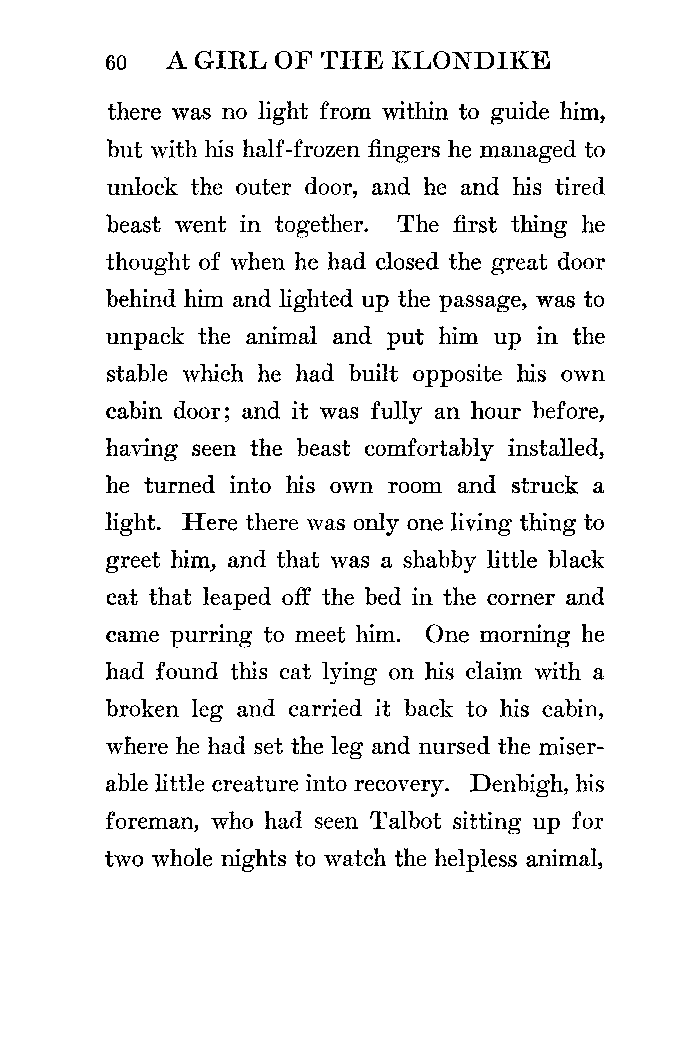 60 A GIRL OF THE KLONDIKE
there was no light from within to guide him,
but with his half-frozen fingers he managed to
unlock the outer door, and he and his tired
beast went in together. The first thing he
thought of when he had closed the great door
behind him and lighted up the passage, was to
unpack the animal and put him up in the
stable which he had built opposite his own
cabin door; and it was fully an hour before,
having seen the beast comfortably installed,
he turned into his own room and struck a
light. Here there was only one living thing to
greet him, and that was a shabby little black
cat that leaped off the bed in the corner and
came purring to meet him. One morning he
had found this cat lying on his claim with a
broken leg and carried it back to his cabin,
where he had set the leg and nursed the miser-
able little creature into recovery. Denbigh, his
foreman, who had seen Talbot sitting up for
two whole nights to watch the helpless animal,